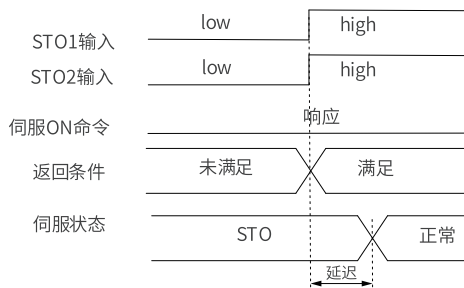 low high
STO1输入
low high
STO2输入
响应
伺服ON命令
未满足 满足
返回条件
伺服状态
STO 正常
延迟